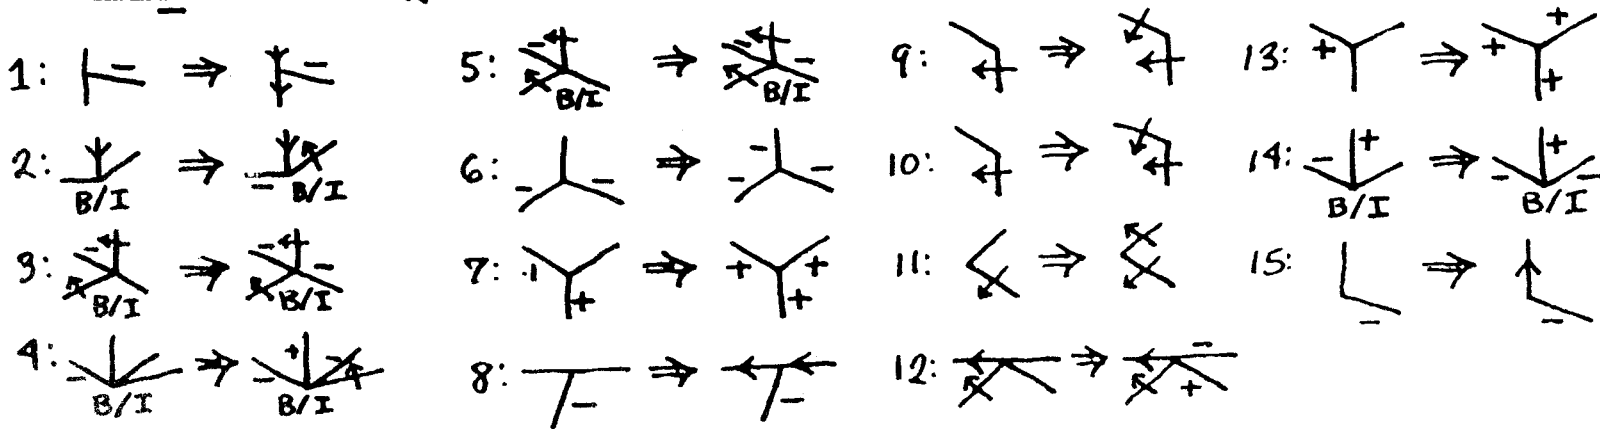 1: − ⇒
2: B/I ⇒ − B/I
3: − B/I ⇒ − − B/I
4: − B/I ⇒ + − − B/I
5: − B/I ⇒ − − B/I
6: − − ⇒ − − −
7: + ⇒ + + +
8: − ⇒ −
9: ⇒
10: ⇒
11: ⇒
12: ⇒ − +
13: + ⇒ + + +
14: − + B/I ⇒ − + − B/I
15: − ⇒ −